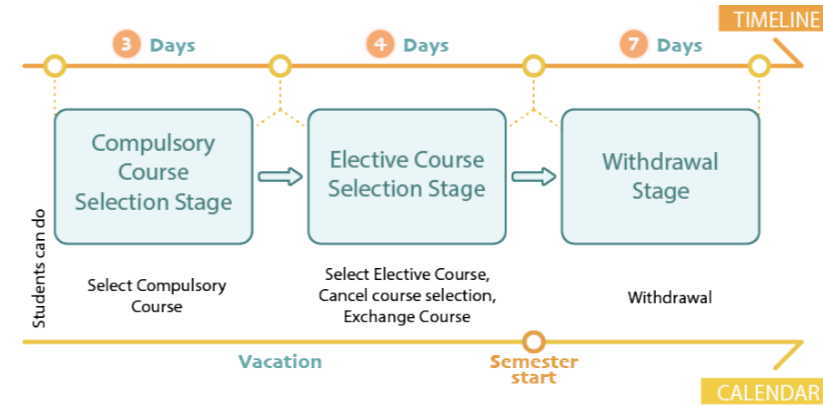 TIMELINE
3 Days
4 Days
7 Days
Compulsory
Course
Selection Stage
Elective Course
Selection Stage
Withdrawal
Stage
Students can do
Select Compulsory
Course
Select Elective Course,
Cancel course selection,
Exchange Course
Withdrawal
Vacation
Semester
start
CALENDAR